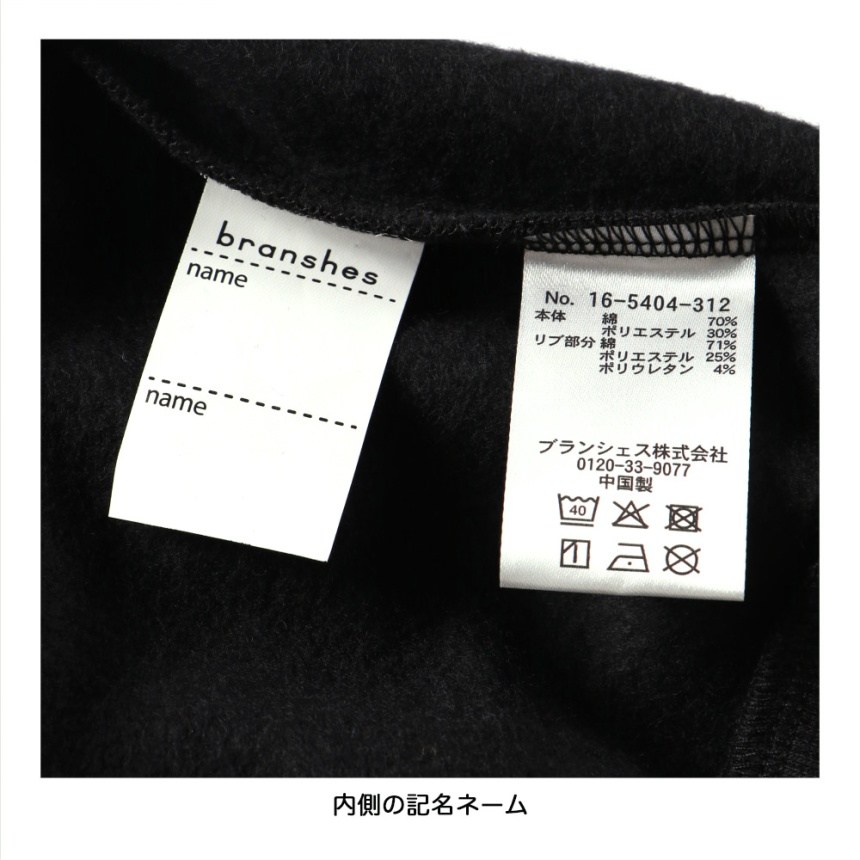 branshes
name
name
No. 16-5404-312
本体 綿 70%
ポリエステル 30%
リブ部分 綿 71%
ポリエステル 25%
ポリウレタン 4%
ブランシェス株式会社
0120-33-9077
中国製
40
内側の記名ネーム